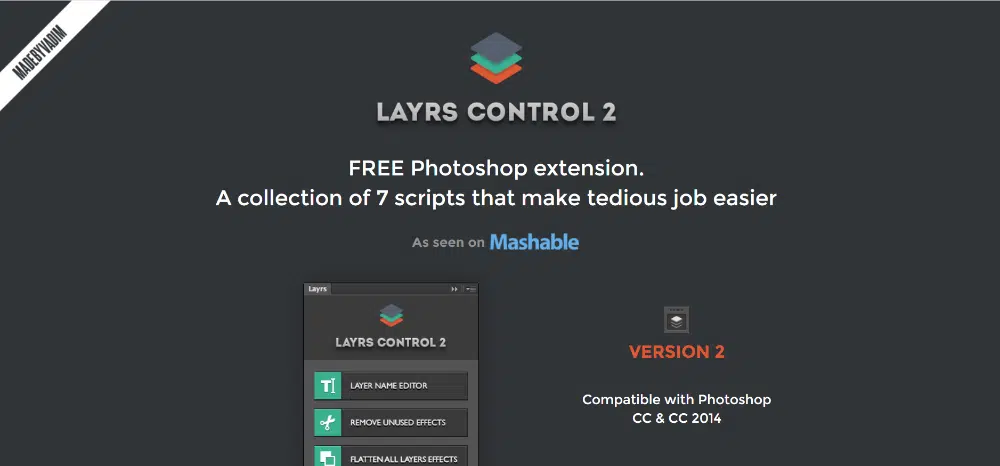 MADEBYVADIM
LAYRS CONTROL 2
FREE Photoshop extension.
A collection of 7 scripts that make tedious job easier
As seen on Mashable
Layrs
LAYRS CONTROL 2
LAYER NAME EDITOR
REMOVE UNUSED EFFECTS
FLATTEN ALL LAYERS EFFECTS
VERSION 2
Compatible with Photoshop
CC & CC 2014